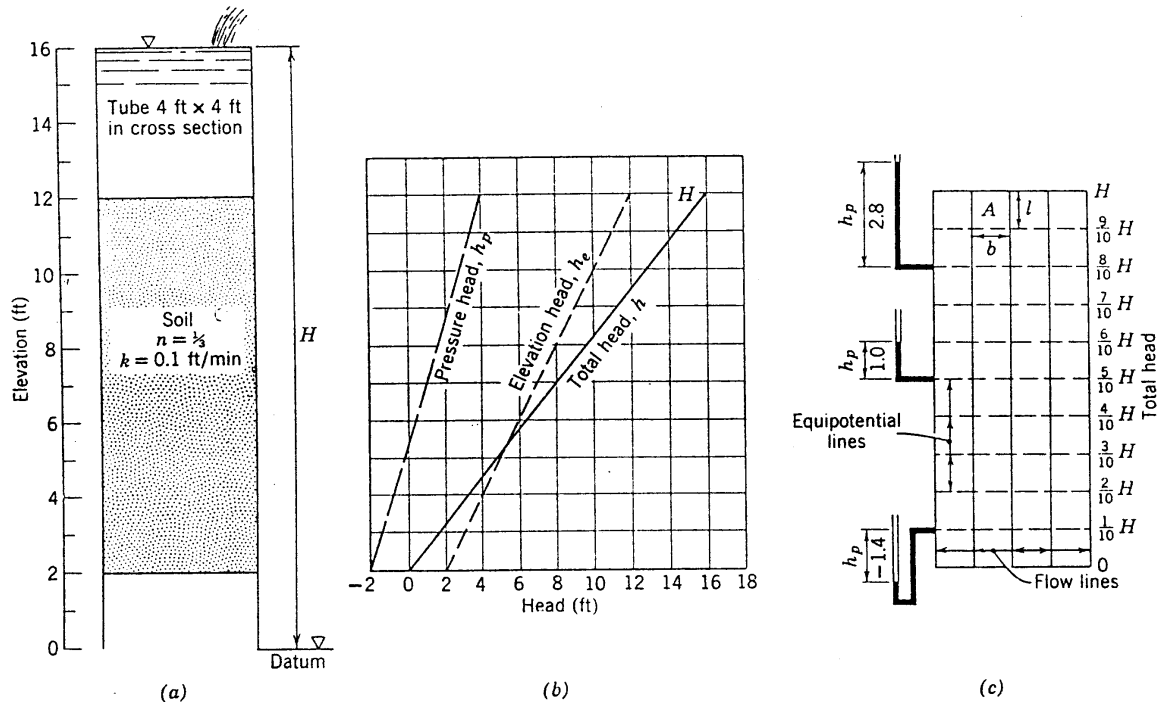 16
14
12
10
8
6
4
2
0
Elevation (ft)
Tube 4 ft × 4 ft
in cross section
Soil
n = ⅓
k = 0.1 ft/min
H
Datum
(a)
H
Pressure head, hₚ
Elevation head, hₑ
Total head, h
−2 0 2 4 6 8 10 12 14 16 18
Head (ft)
(b)
hₚ
2.8
hₚ
1.0
Equipotential
lines
hₚ
−1.4
A
l
b
H
9/10 H
8/10 H
7/10 H
6/10 H
5/10 H
4/10 H
3/10 H
2/10 H
1/10 H
0
Total head
Flow lines
(c)